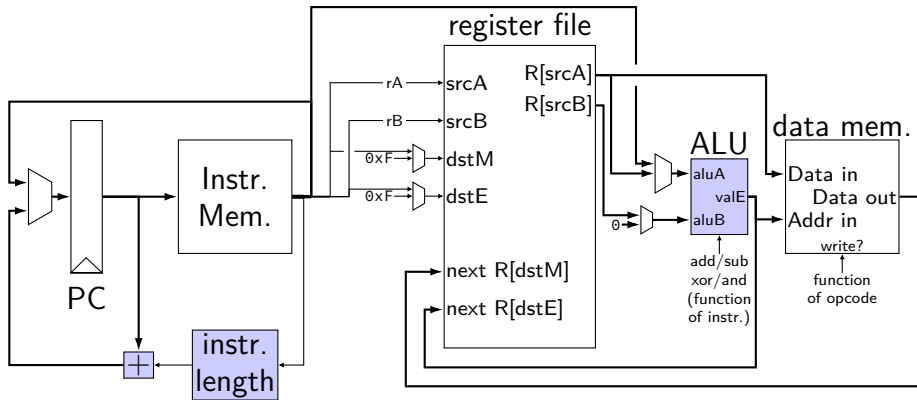 register file
srcA
srcB
dstM
dstE
next R[dstM]
next R[dstE]
R[srcA]
R[srcB]
rA
rB
0xF
0xF
PC
Instr.
Mem.
instr.
length
+
0
ALU
aluA
valE
aluB
add/sub
xor/and
(function
of instr.)
data mem.
Data in
Data out
Addr in
write?
function
of opcode